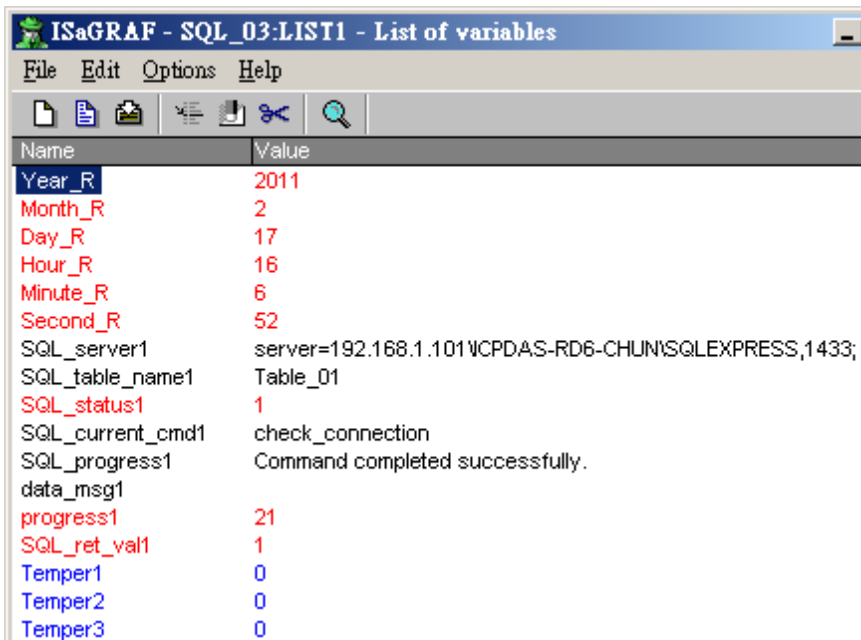 ISaGRAF - SQL_03:LIST1 - List of variables
File Edit Options Help
Name Value
Year_R 2011
Month_R 2
Day_R 17
Hour_R 16
Minute_R 6
Second_R 52
SQL_server1 server=192.168.1.101\ICPDAS-RD6-CHUN\SQLEXPRESS,1433;
SQL_table_name1 Table_01
SQL_status1 1
SQL_current_cmd1 check_connection
SQL_progress1 Command completed successfully.
data_msg1
progress1 21
SQL_ret_val1 1
Temper1 0
Temper2 0
Temper3 0